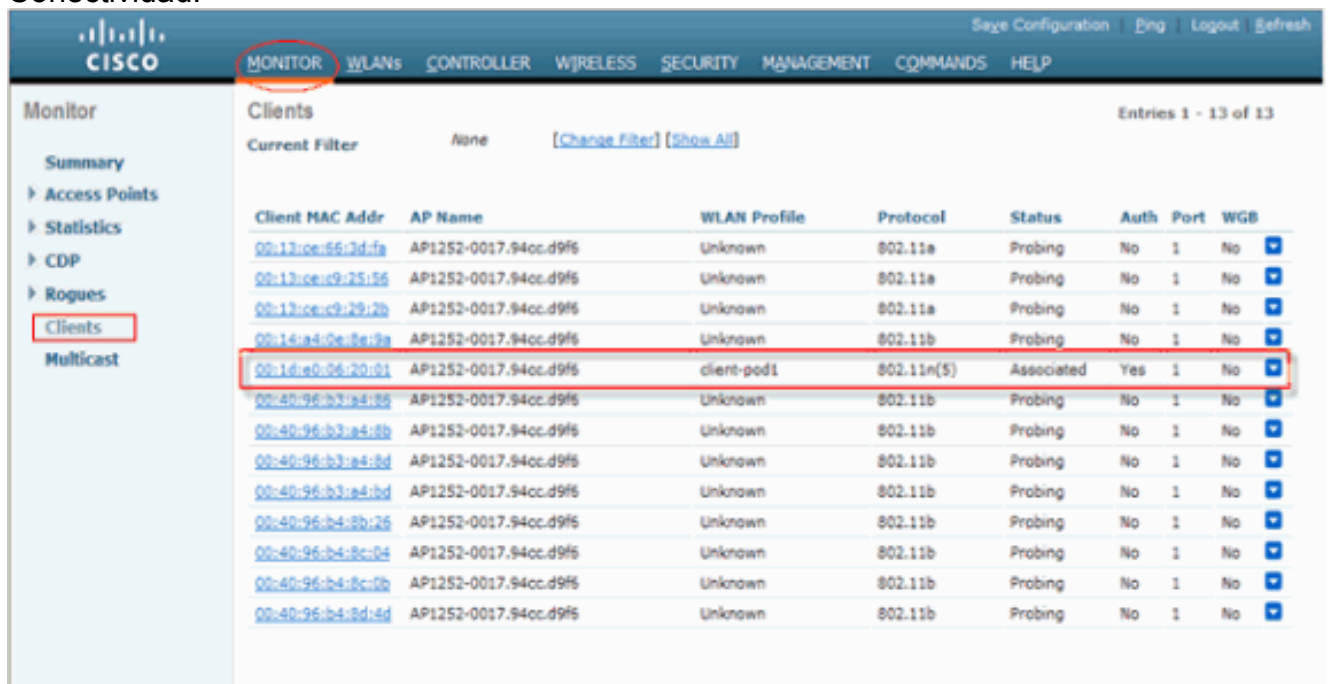 CISCO
Save Configuration Ping Logout Refresh
MONITOR WLANs CONTROLLER WIRELESS SECURITY MANAGEMENT COMMANDS HELP
Monitor
Summary
Access Points
Statistics
CDP
Rogues
Clients
Multicast
Clients
Entries 1 - 13 of 13
Current Filter None [Change Filter] [Show All]
Client MAC Addr AP Name WLAN Profile Protocol Status Auth Port WGB
00:13:ce:66:3d:fa AP1252-0017.94cc.d9f6 Unknown 802.11a Probing No 1 No
00:13:ce:c9:25:56 AP1252-0017.94cc.d9f6 Unknown 802.11a Probing No 1 No
00:13:ce:c9:29:2b AP1252-0017.94cc.d9f6 Unknown 802.11a Probing No 1 No
00:14:a4:0e:8e:9a AP1252-0017.94cc.d9f6 Unknown 802.11b Probing No 1 No
00:1d:e0:06:20:01 AP1252-0017.94cc.d9f6 client-pod1 802.11n(5) Associated Yes 1 No
00:40:96:b3:a4:86 AP1252-0017.94cc.d9f6 Unknown 802.11b Probing No 1 No
00:40:96:b3:a4:8b AP1252-0017.94cc.d9f6 Unknown 802.11b Probing No 1 No
00:40:96:b3:a4:8d AP1252-0017.94cc.d9f6 Unknown 802.11b Probing No 1 No
00:40:96:b3:a4:bd AP1252-0017.94cc.d9f6 Unknown 802.11b Probing No 1 No
00:40:96:b4:8b:26 AP1252-0017.94cc.d9f6 Unknown 802.11b Probing No 1 No
00:40:96:b4:8c:04 AP1252-0017.94cc.d9f6 Unknown 802.11b Probing No 1 No
00:40:96:b4:8c:0b AP1252-0017.94cc.d9f6 Unknown 802.11b Probing No 1 No
00:40:96:b4:8d:4d AP1252-0017.94cc.d9f6 Unknown 802.11b Probing No 1 No